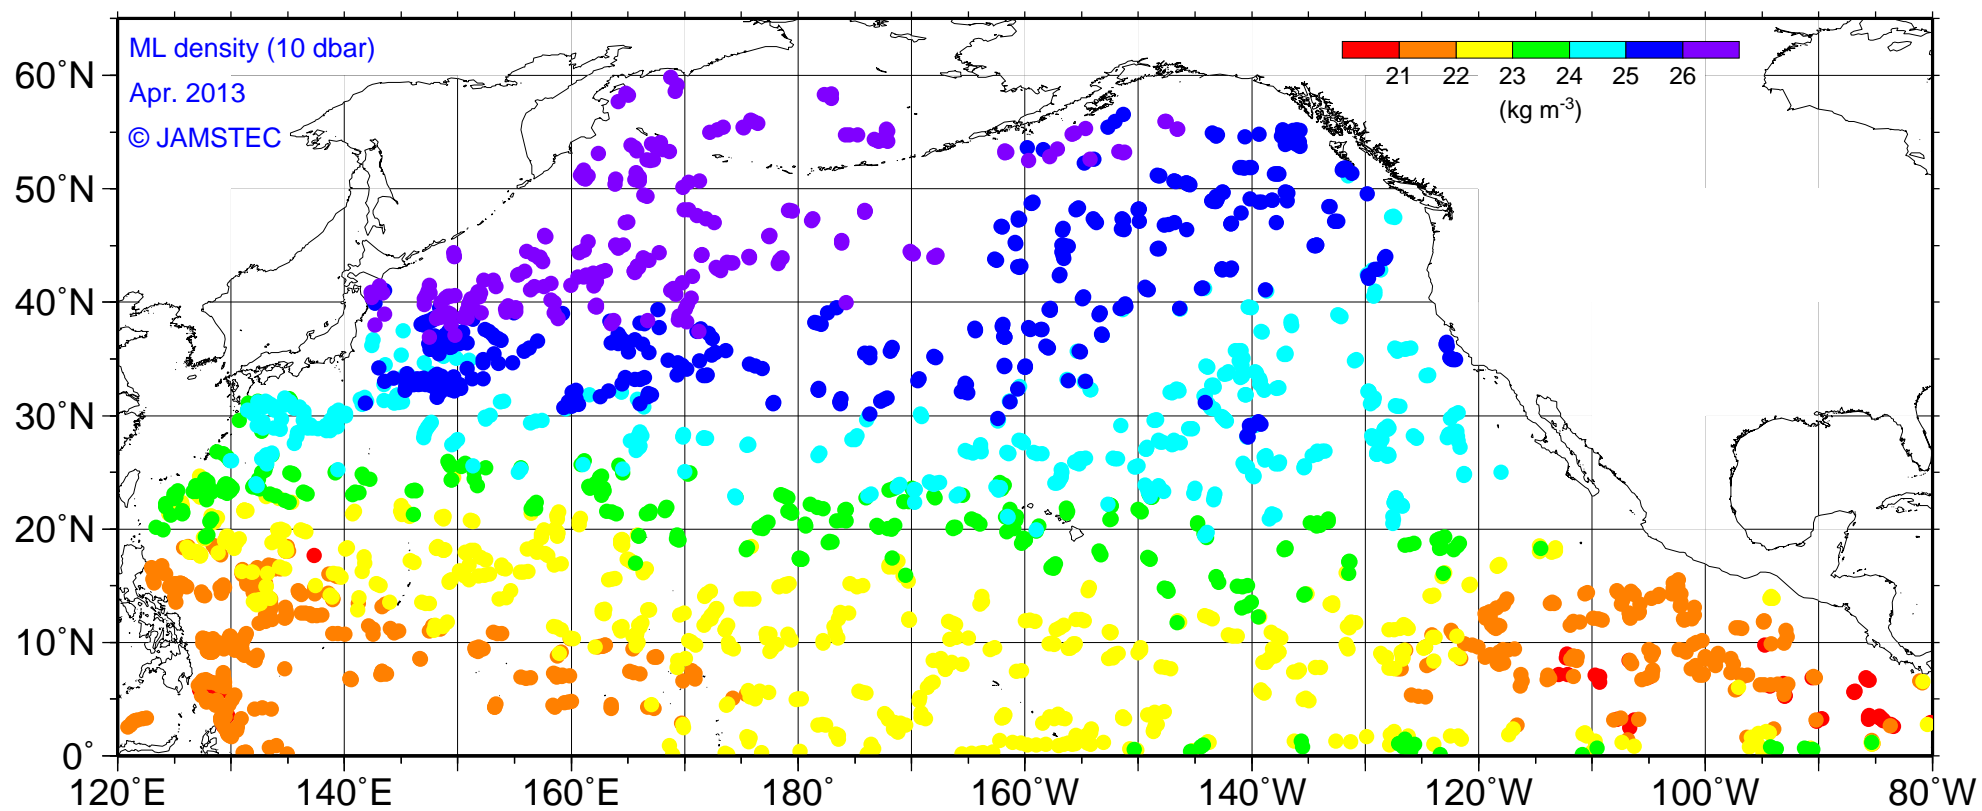 ML density (10 dbar)
Apr. 2013
© JAMSTEC
21 22 23 24 25 26
(kg m-3)
60˚N
50˚N
40˚N
30˚N
20˚N
10˚N
0˚
120˚E 140˚E 160˚E 180˚ 160˚W 140˚W 120˚W 100˚W 80˚W